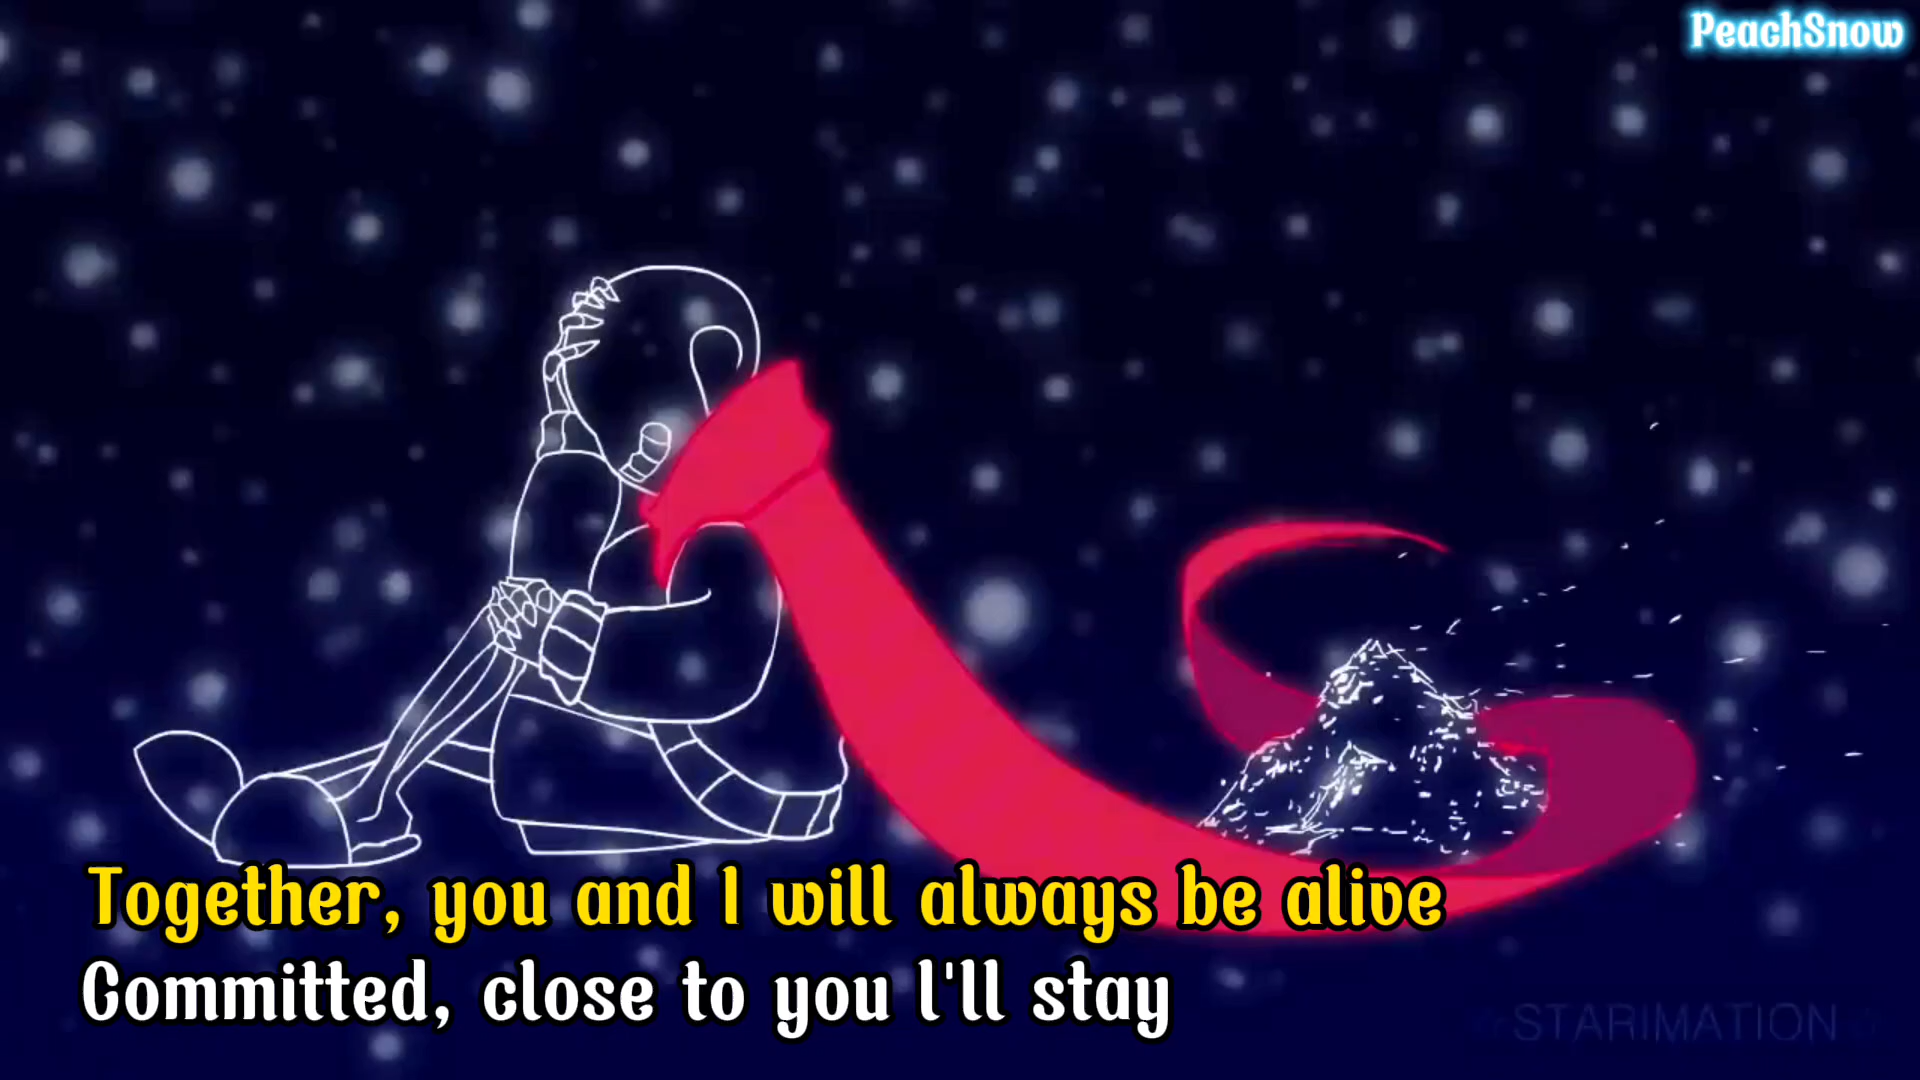 PeachSnow
Together, you and I will always be alive
Committed, close to you I'll stay
STARIMATION